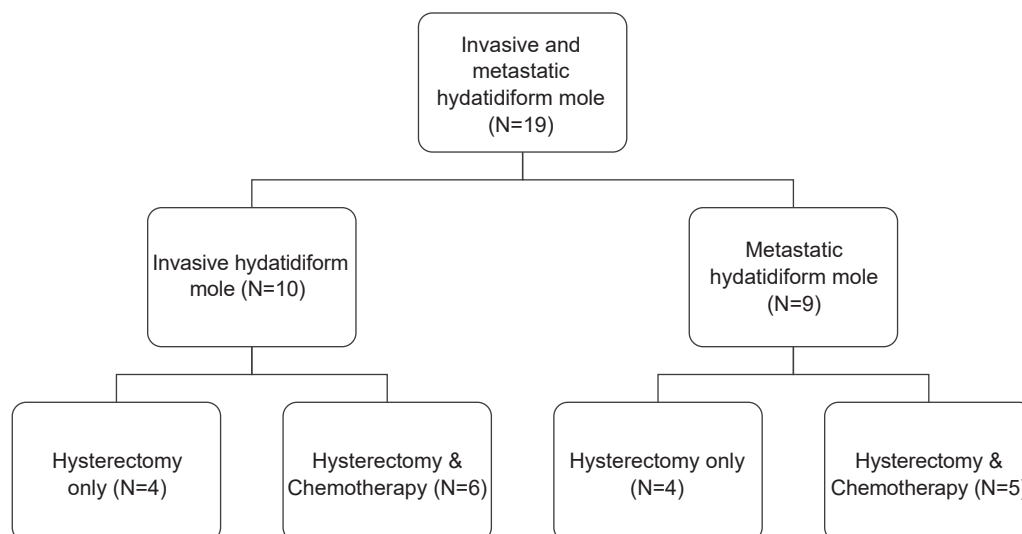 Invasive and
metastatic
hydatidiform mole
(N=19)
Invasive hydatidiform
mole (N=10)
Metastatic
hydatidiform mole
(N=9)
Hysterectomy
only (N=4)
Hysterectomy &
Chemotherapy (N=6)
Hysterectomy only
(N=4)
Hysterectomy &
Chemotherapy (N=5)